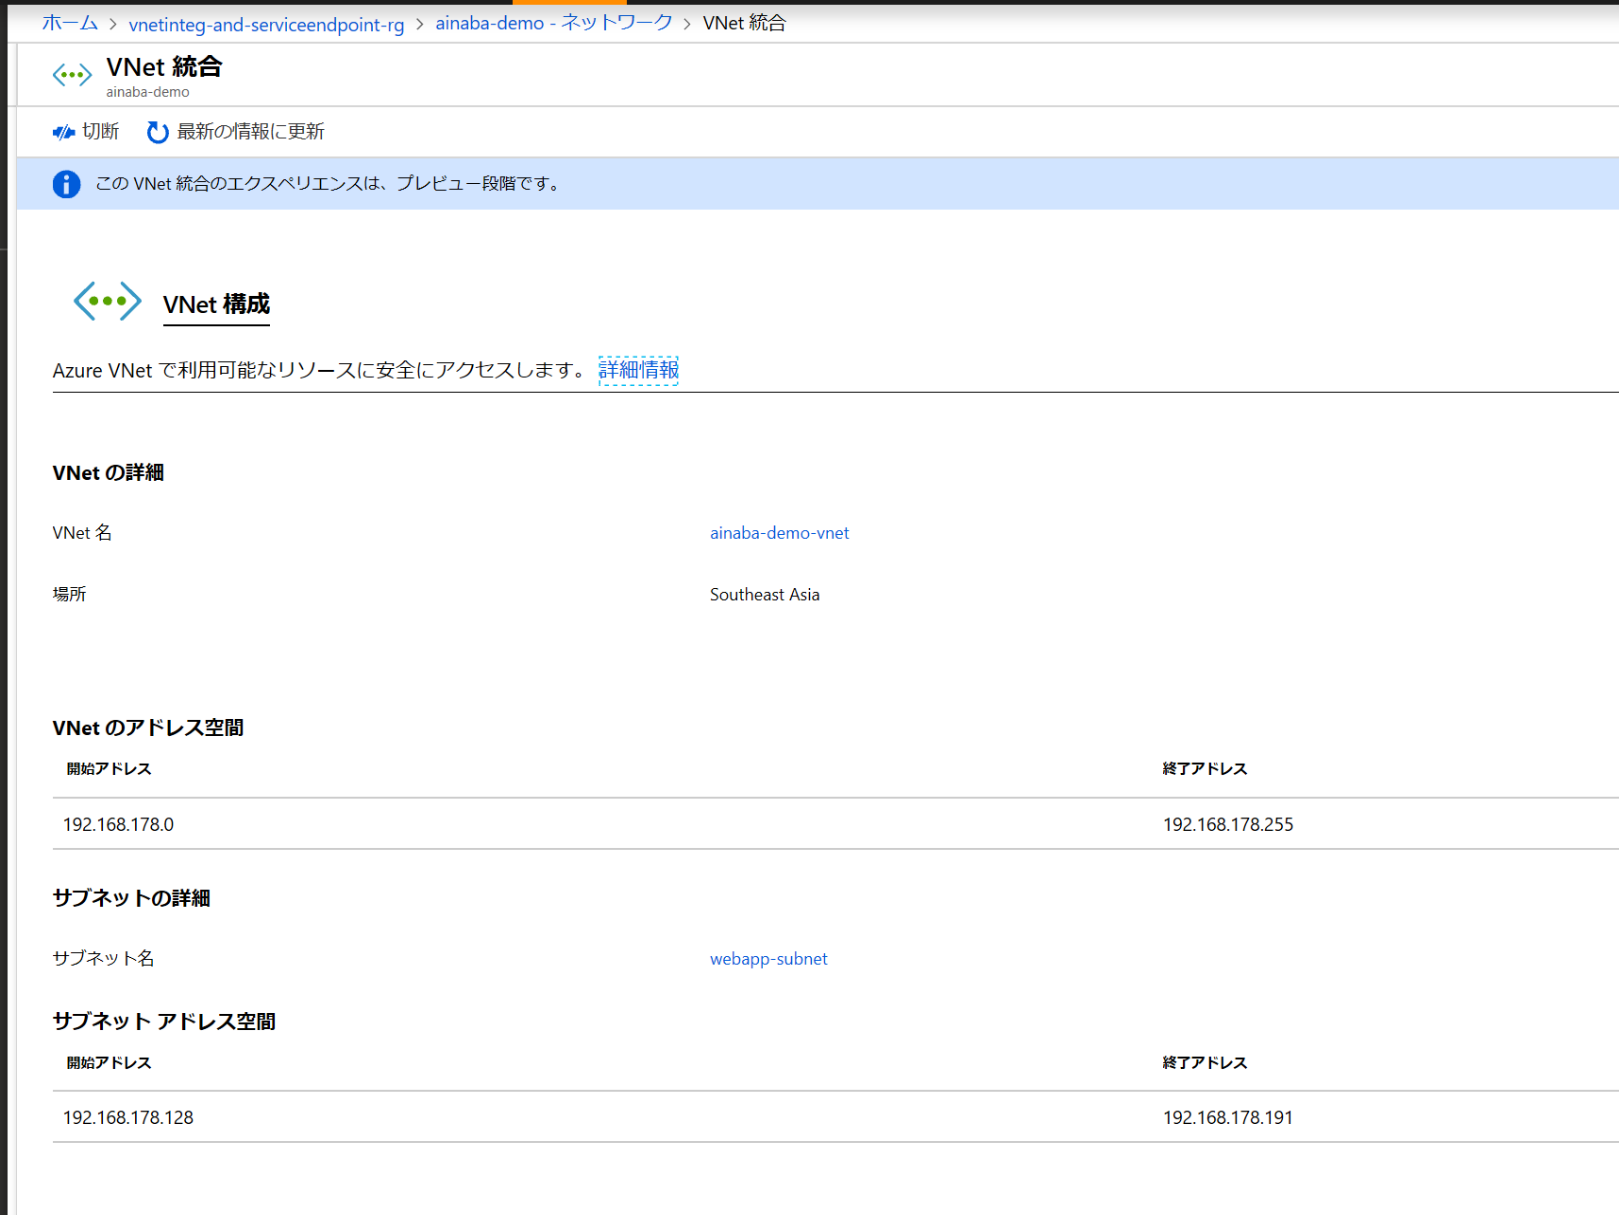 ホーム > vnetinteg-and-serviceendpoint-rg > ainaba-demo - ネットワーク > VNet 統合
VNet 統合
ainaba-demo
切断 最新の情報に更新
この VNet 統合のエクスペリエンスは、プレビュー段階です。
VNet 構成
Azure VNet で利用可能なリソースに安全にアクセスします。 詳細情報
VNet の詳細
VNet 名 ainaba-demo-vnet
場所 Southeast Asia
VNet のアドレス空間
開始アドレス 終了アドレス
192.168.178.0 192.168.178.255
サブネットの詳細
サブネット名 webapp-subnet
サブネット アドレス空間
開始アドレス 終了アドレス
192.168.178.128 192.168.178.191